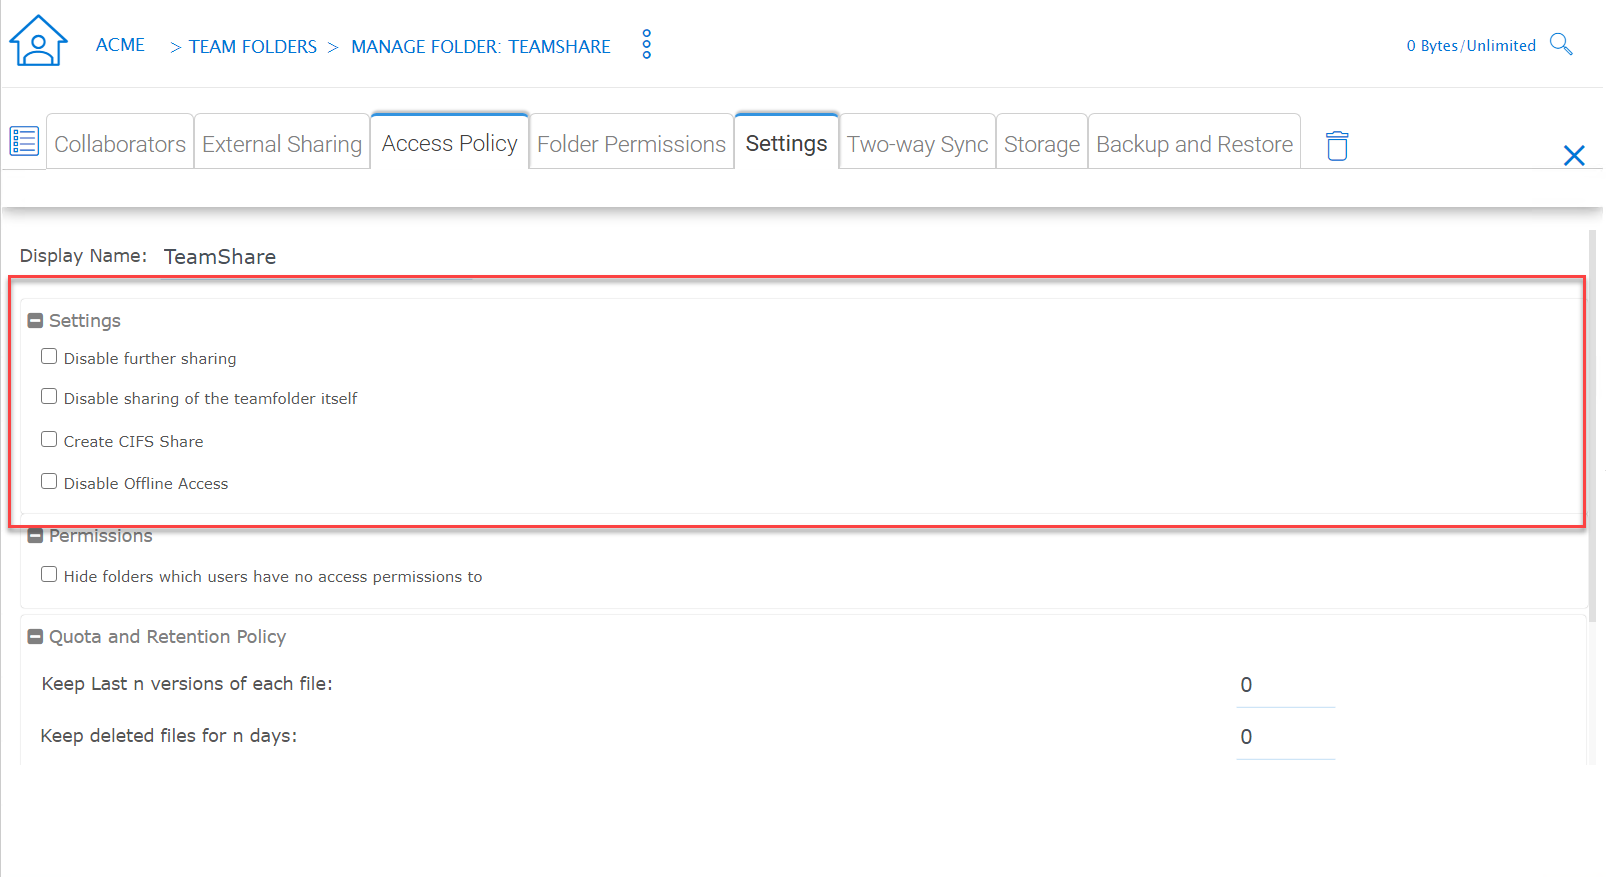 ACME > TEAM FOLDERS > MANAGE FOLDER: TEAMSHARE
0 Bytes/Unlimited
Collaborators
External Sharing
Access Policy
Folder Permissions
Settings
Two-way Sync
Storage
Backup and Restore
Display Name: TeamShare
Settings
Disable further sharing
Disable sharing of the teamfolder itself
Create CIFS Share
Disable Offline Access
Permissions
Hide folders which users have no access permissions to
Quota and Retention Policy
Keep Last n versions of each file: 0
Keep deleted files for n days: 0